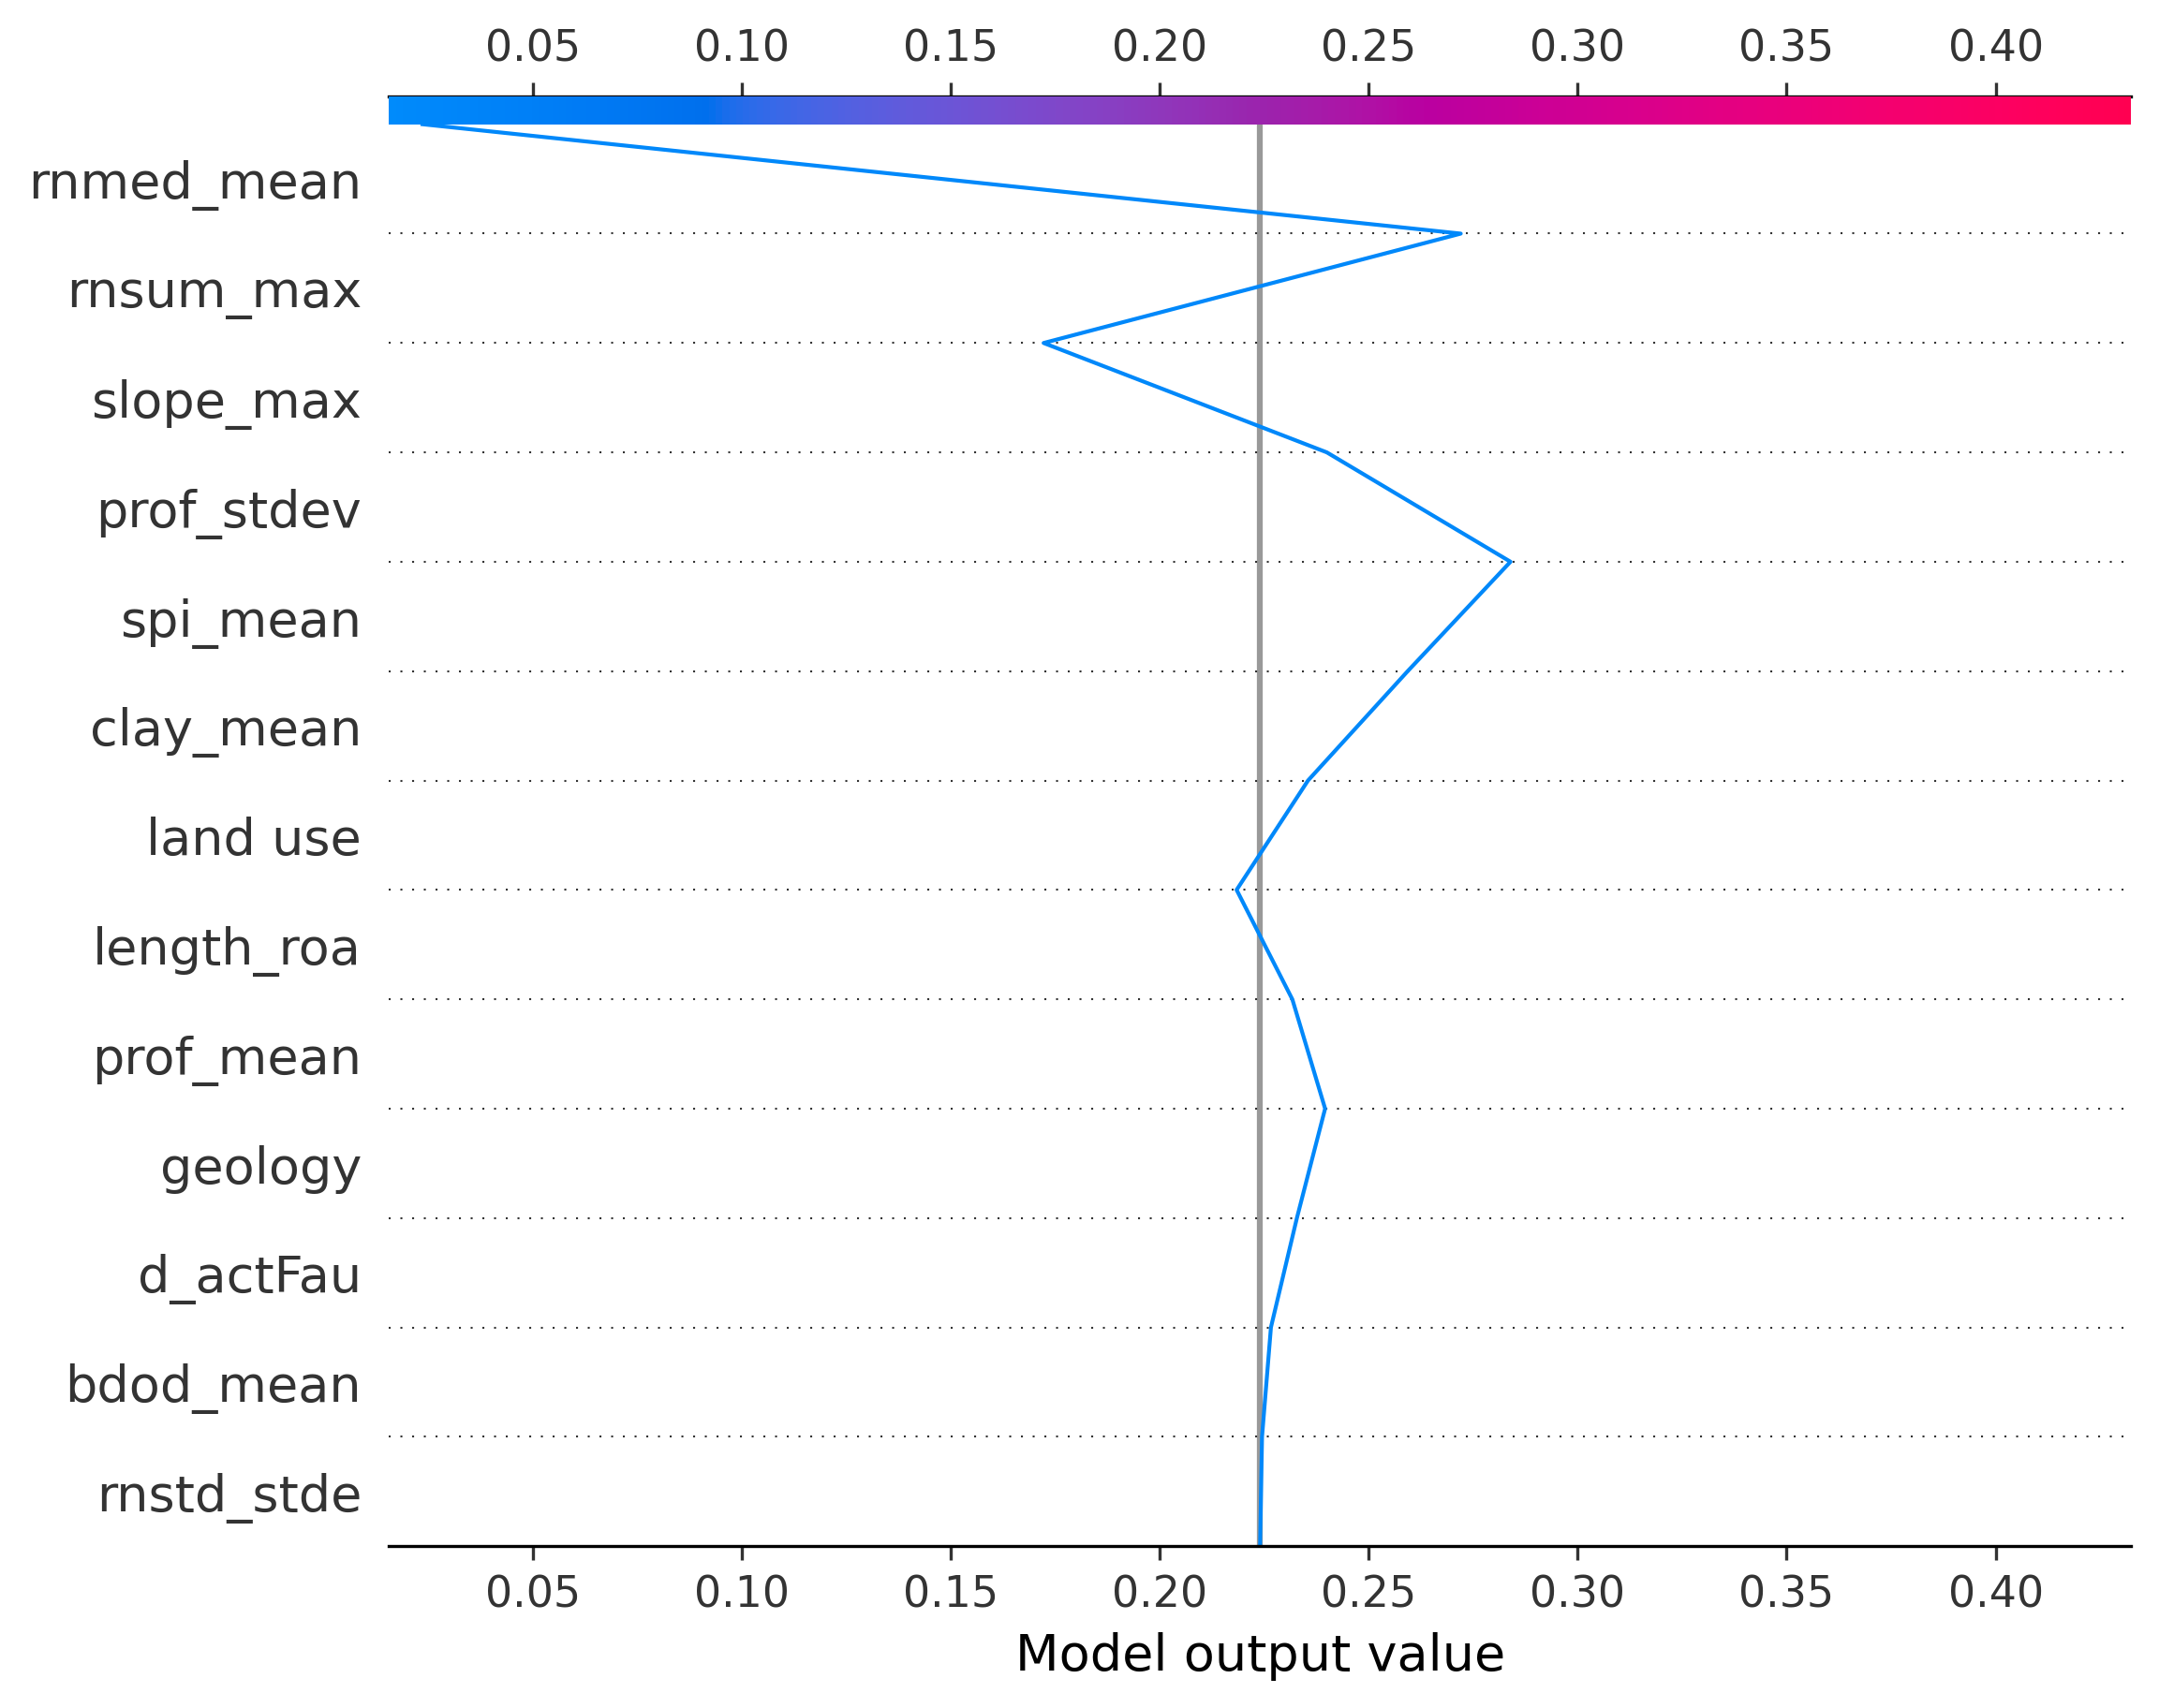 0.05 0.10 0.15 0.20 0.25 0.30 0.35 0.40
rnmed_mean
rnsum_max
slope_max
prof_stdev
spi_mean
clay_mean
land use
length_roa
prof_mean
geology
d_actFau
bdod_mean
rnstd_stde
0.05 0.10 0.15 0.20 0.25 0.30 0.35 0.40
Model output value